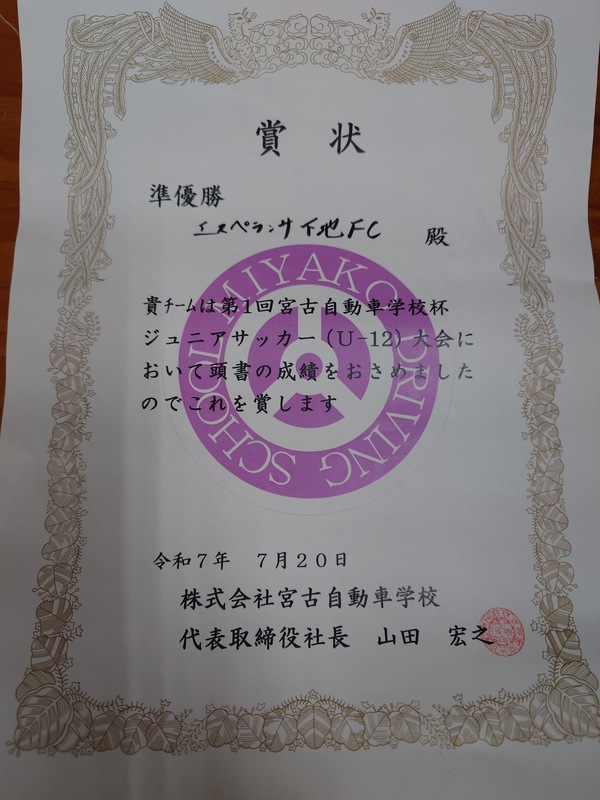 賞状
準優勝
エスペランサ下地FC 殿
貴チームは第1回宮古自動車学校杯
ジュニアサッカー(U-12)大会に
おいて頭書の成績をおさめました
のでこれを賞します
MIYAKO DRIVING SCHOOL
令和7年 7月20日
株式会社宮古自動車学校
代表取締役社長 山田 宏之